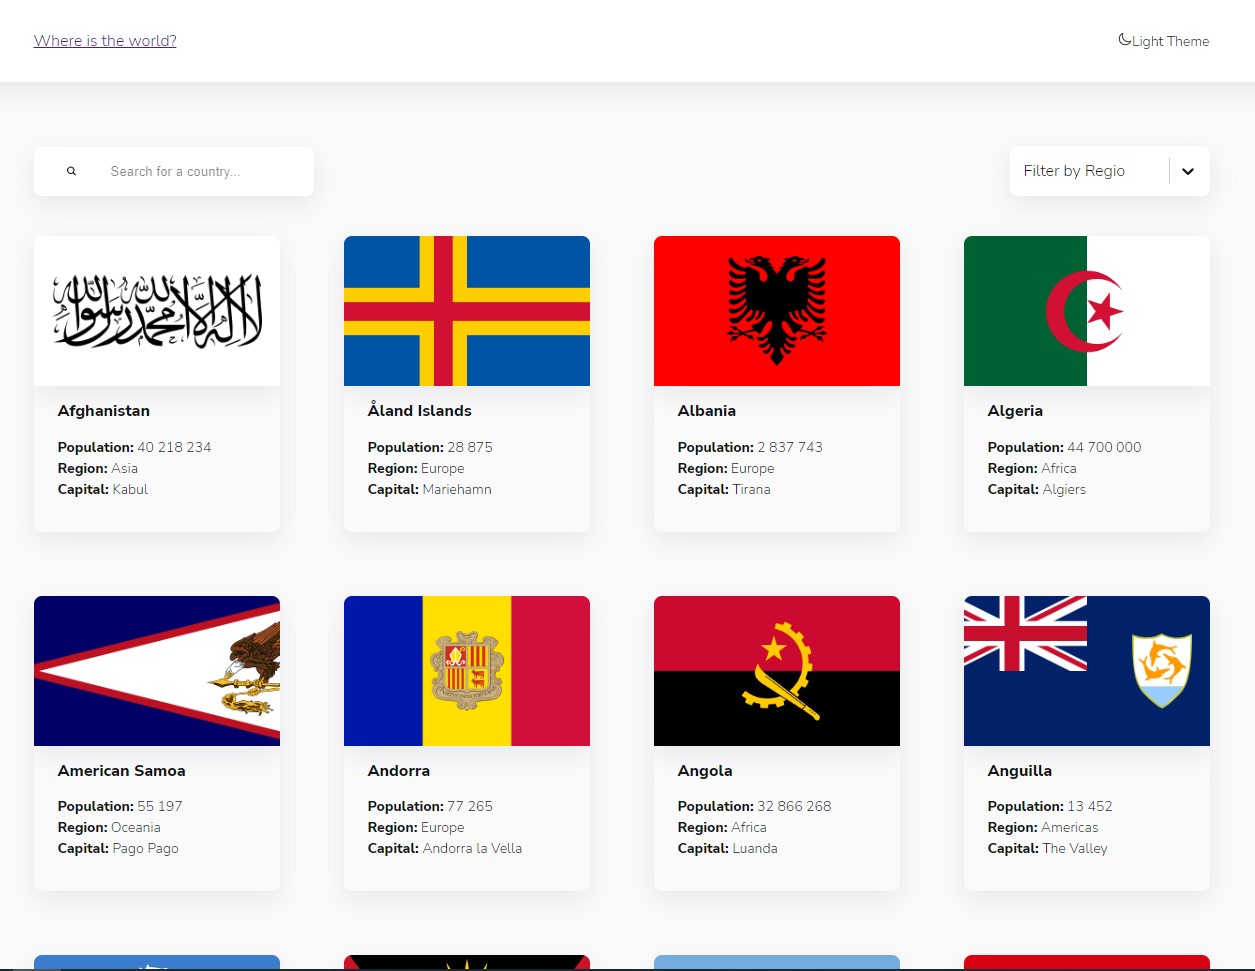 Where is the world?
Light Theme
Search for a country...
Filter by Regio
لا إله إلا الله محمد رسول الله
Afghanistan
Population: 40 218 234
Region: Asia
Capital: Kabul
Åland Islands
Population: 28 875
Region: Europe
Capital: Mariehamn
Albania
Population: 2 837 743
Region: Europe
Capital: Tirana
Algeria
Population: 44 700 000
Region: Africa
Capital: Algiers
American Samoa
Population: 55 197
Region: Oceania
Capital: Pago Pago
Andorra
Population: 77 265
Region: Europe
Capital: Andorra la Vella
Angola
Population: 32 866 268
Region: Africa
Capital: Luanda
Anguilla
Population: 13 452
Region: Americas
Capital: The Valley